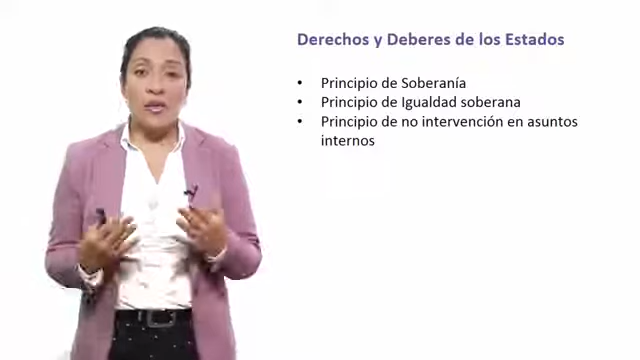 Derechos y Deberes de los Estados
• Principio de Soberanía
• Principio de Igualdad soberana
• Principio de no intervención en asuntos
internos